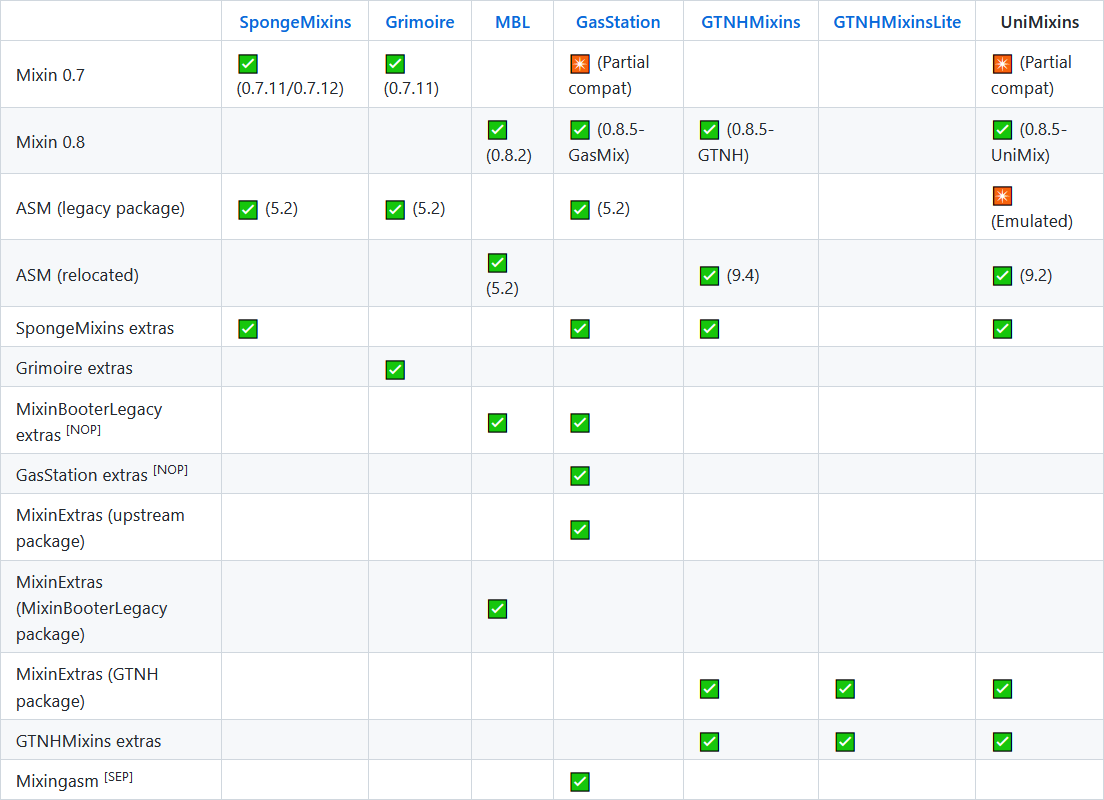 SpongeMixins Grimoire MBL GasStation GTNHMixins GTNHMixinsLite UniMixins
Mixin 0.7 ✅ (0.7.11/0.7.12) ✅ (0.7.11) (Partial compat) (Partial compat)
Mixin 0.8 ✅ (0.8.2) ✅ (0.8.5-GasMix) ✅ (0.8.5-GTNH) ✅ (0.8.5-UniMix)
ASM (legacy package) ✅ (5.2) ✅ (5.2) ✅ (5.2) (Emulated)
ASM (relocated) ✅ (5.2) ✅ (9.4) ✅ (9.2)
SpongeMixins extras ✅ ✅ ✅ ✅
Grimoire extras ✅
MixinBooterLegacy extras [NOP] ✅ ✅
GasStation extras [NOP] ✅
MixinExtras (upstream package) ✅
MixinExtras (MixinBooterLegacy package) ✅
MixinExtras (GTNH package) ✅ ✅ ✅
GTNHMixins extras ✅ ✅ ✅
Mixingasm [SEP] ✅